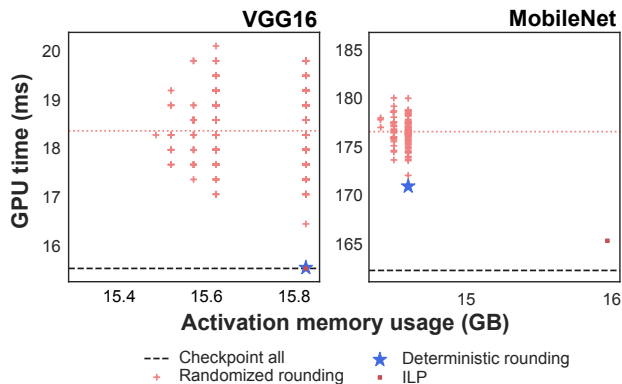 VGG16
MobileNet
GPU time (ms)
20
19
18
17
16
185
180
175
170
165
15.4
15.6
15.8
15
16
Activation memory usage (GB)
Checkpoint all
Deterministic rounding
Randomized rounding
ILP